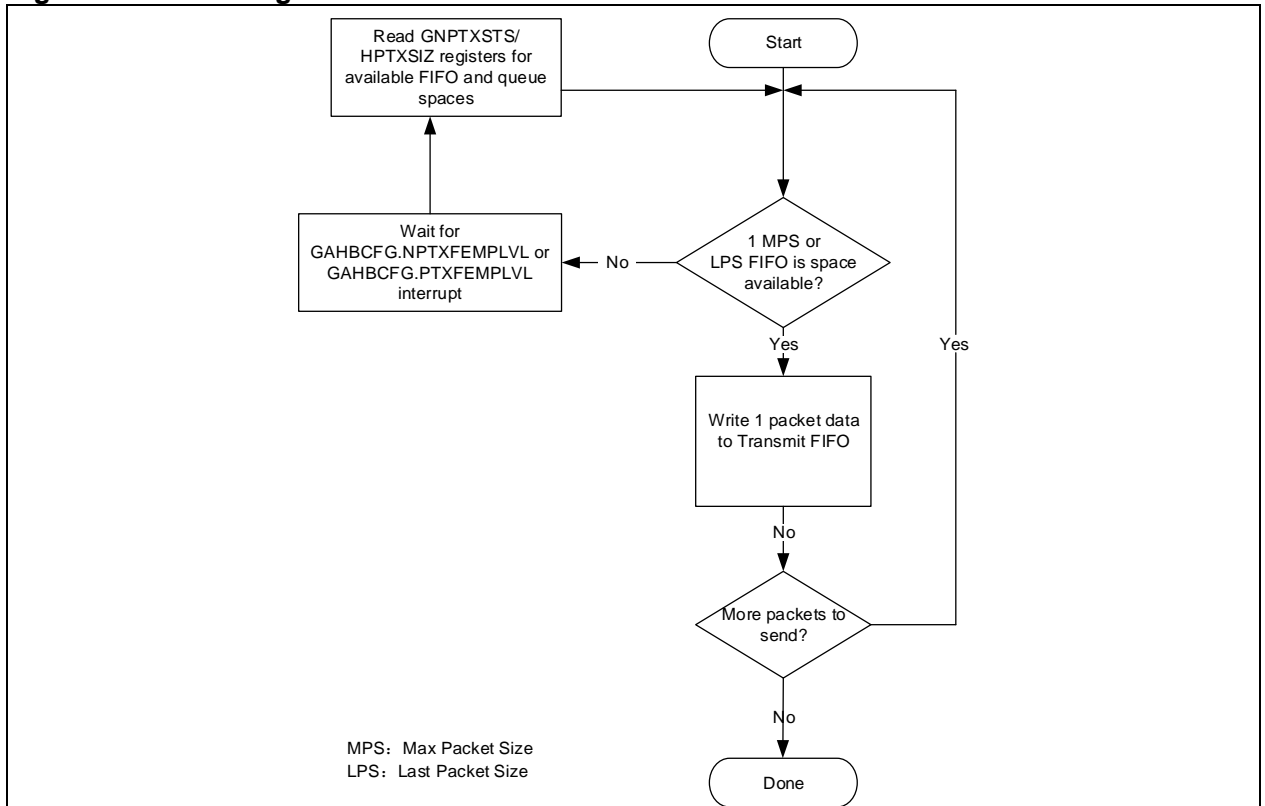 Start
Read GNPTXSTS/
HPTXSIZ registers for
available FIFO and queue
spaces
Wait for
GAHBCFG.NPTXFEMPLVL or
GAHBCFG.PTXFEMPLVL
interrupt
No
1 MPS or
LPS FIFO is space
available?
Yes
Yes
Write 1 packet data
to Transmit FIFO
No
More packets to
send?
No
MPS：Max Packet Size
LPS：Last Packet Size
Done